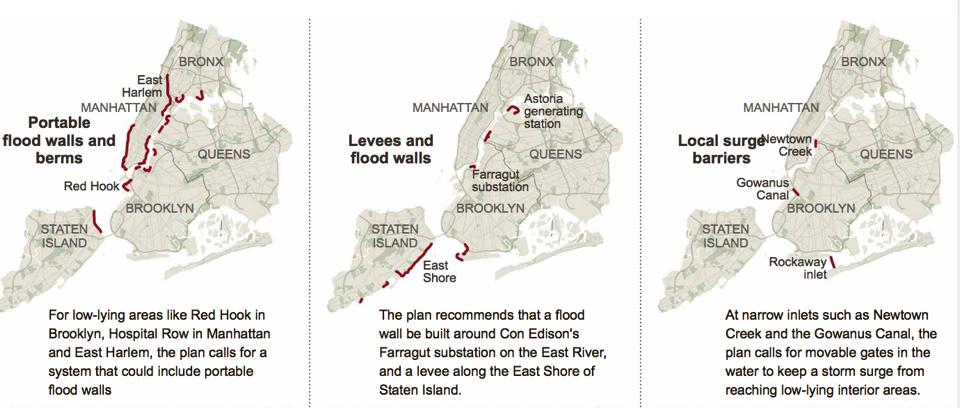 BRONX
East
Harlem
MANHATTAN
Portable
flood walls and
berms
QUEENS
Red Hook
BROOKLYN
STATEN
ISLAND
For low-lying areas like Red Hook in
Brooklyn, Hospital Row in Manhattan
and East Harlem, the plan calls for a
system that could include portable
flood walls
BRONX
MANHATTAN
Astoria
generating
station
Levees and
flood walls
QUEENS
Farragut
substation
BROOKLYN
STATEN
ISLAND
East
Shore
The plan recommends that a flood
wall be built around Con Edison's
Farragut substation on the East River,
and a levee along the East Shore of
Staten Island.
BRONX
MANHATTAN
Local surge
barriers
Newtown
Creek
QUEENS
Gowanus
Canal
BROOKLYN
STATEN
ISLAND
Rockaway
inlet
At narrow inlets such as Newtown
Creek and the Gowanus Canal, the
plan calls for movable gates in the
water to keep a storm surge from
reaching low-lying interior areas.